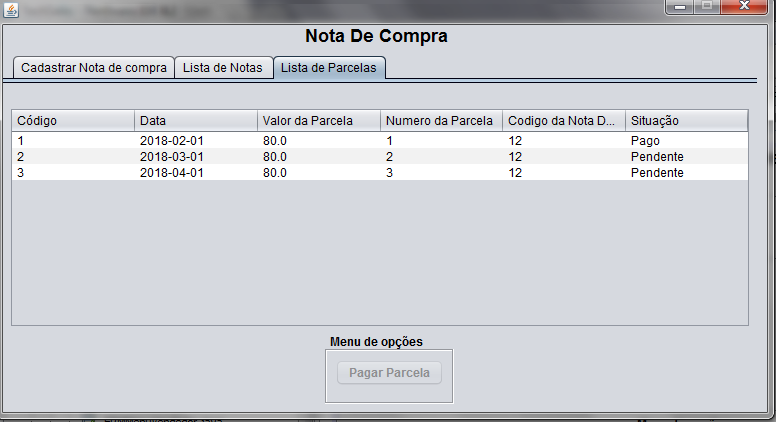 Nota De Compra
Cadastrar Nota de compra Lista de Notas Lista de Parcelas
Código Data Valor da Parcela Numero da Parcela Codigo da Nota D... Situação
1 2018-02-01 80.0 1 12 Pago
2 2018-03-01 80.0 2 12 Pendente
3 2018-04-01 80.0 3 12 Pendente
Menu de opções
Pagar Parcela